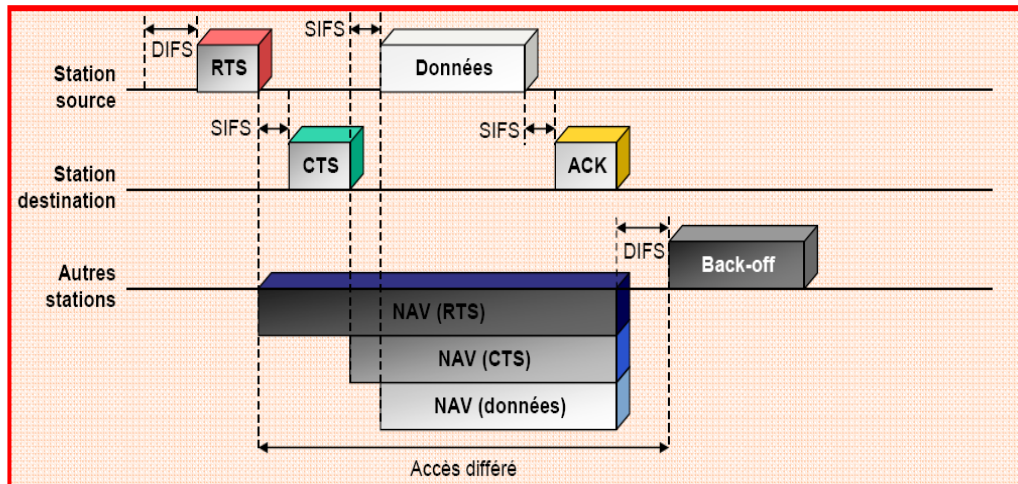 DIFS
RTS
SIFS
Données
Station
source
SIFS
CTS
SIFS
ACK
Station
destination
DIFS
Back-off
Autres
stations
NAV (RTS)
NAV (CTS)
NAV (données)
Accès différé